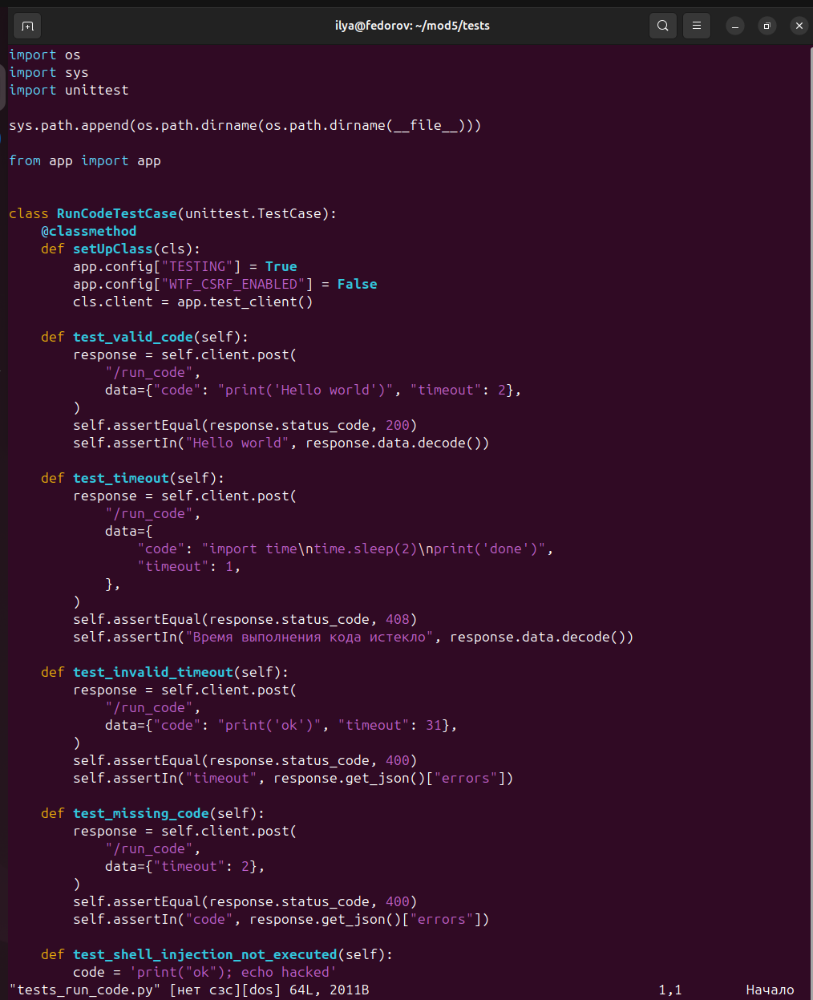 ilya@fedorov: ~/mod5/tests
import os
import sys
import unittest

sys.path.append(os.path.dirname(os.path.dirname(__file__)))

from app import app


class RunCodeTestCase(unittest.TestCase):
    @classmethod
    def setUpClass(cls):
        app.config["TESTING"] = True
        app.config["WTF_CSRF_ENABLED"] = False
        cls.client = app.test_client()

    def test_valid_code(self):
        response = self.client.post(
            "/run_code",
            data={"code": "print('Hello world')", "timeout": 2},
        )
        self.assertEqual(response.status_code, 200)
        self.assertIn("Hello world", response.data.decode())

    def test_timeout(self):
        response = self.client.post(
            "/run_code",
            data={
                "code": "import time\ntime.sleep(2)\nprint('done')",
                "timeout": 1,
            },
        )
        self.assertEqual(response.status_code, 408)
        self.assertIn("Время выполнения кода истекло", response.data.decode())

    def test_invalid_timeout(self):
        response = self.client.post(
            "/run_code",
            data={"code": "print('ok')", "timeout": 31},
        )
        self.assertEqual(response.status_code, 400)
        self.assertIn("timeout", response.get_json()["errors"])

    def test_missing_code(self):
        response = self.client.post(
            "/run_code",
            data={"timeout": 2},
        )
        self.assertEqual(response.status_code, 400)
        self.assertIn("code", response.get_json()["errors"])

    def test_shell_injection_not_executed(self):
        code = 'print("ok"); echo hacked'
"tests_run_code.py" [нет сзс][dos] 64L, 2011B 1,1 Начало